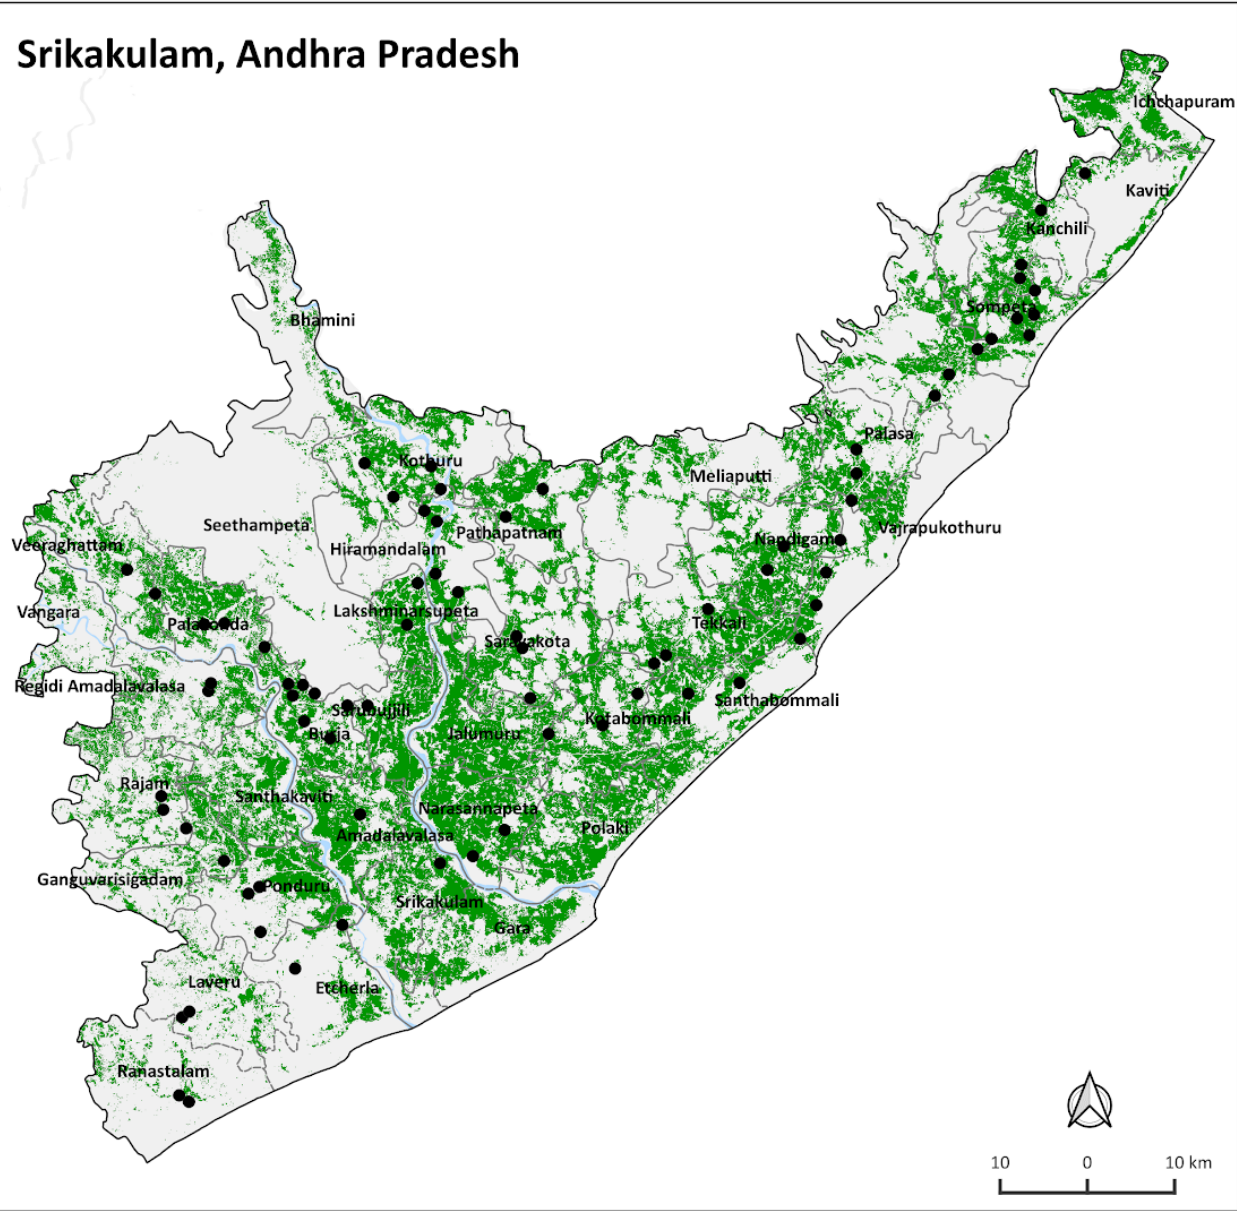 Srikakulam, Andhra Pradesh
Ichchapuram
Kaviti
Kanchili
Sompeta
Bhamini
Palasa
Kothuru
Meliaputti
Seethampeta
Vajrapukothuru
Pathapatnam
Nandigam
Veeraghattam
Hiramandalam
Vangara
Lakshminarsupeta
Palakonda
Tekkali
Saravakota
Regidi Amadalavalasa
Santhabommali
Sarubujjili
Kotabommali
Burja
Jalumuru
Rajam
Santhakaviti
Narasannapeta
Polaki
Amadalavalasa
Ganguvarisigadam
Ponduru
Srikakulam
Gara
Laveru
Etcherla
Ranastalam
10 0 10 km